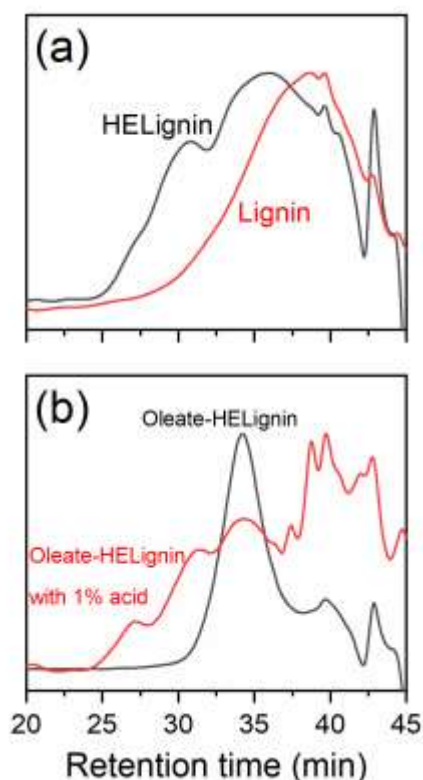 (a)
HELignin
Lignin
(b)
Oleate-HELignin
Oleate-HELignin
with 1% acid
20 25 30 35 40 45
Retention time (min)